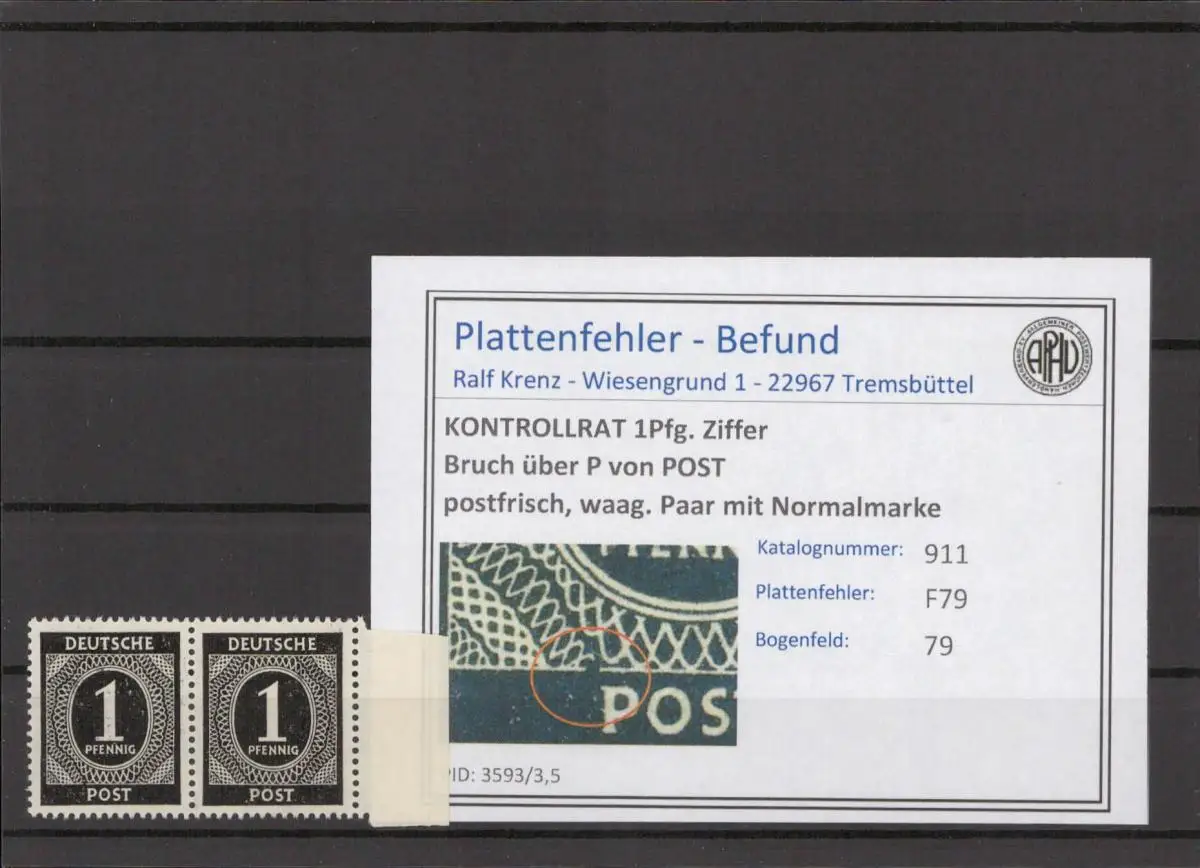 Plattenfehler - Befund
Ralf Krenz - Wiesengrund 1 - 22967 Tremsbüttel
APHV
KONTROLLRAT 1Pfg. Ziffer
Bruch über P von POST
postfrisch, waag. Paar mit Normalmarke
Katalognummer: 911
Plattenfehler: F79
Bogenfeld: 79
POST
PID: 3593/3,5
DEUTSCHE
1
PFENNIG
POST
DEUTSCHE
1
PFENNIG
POST